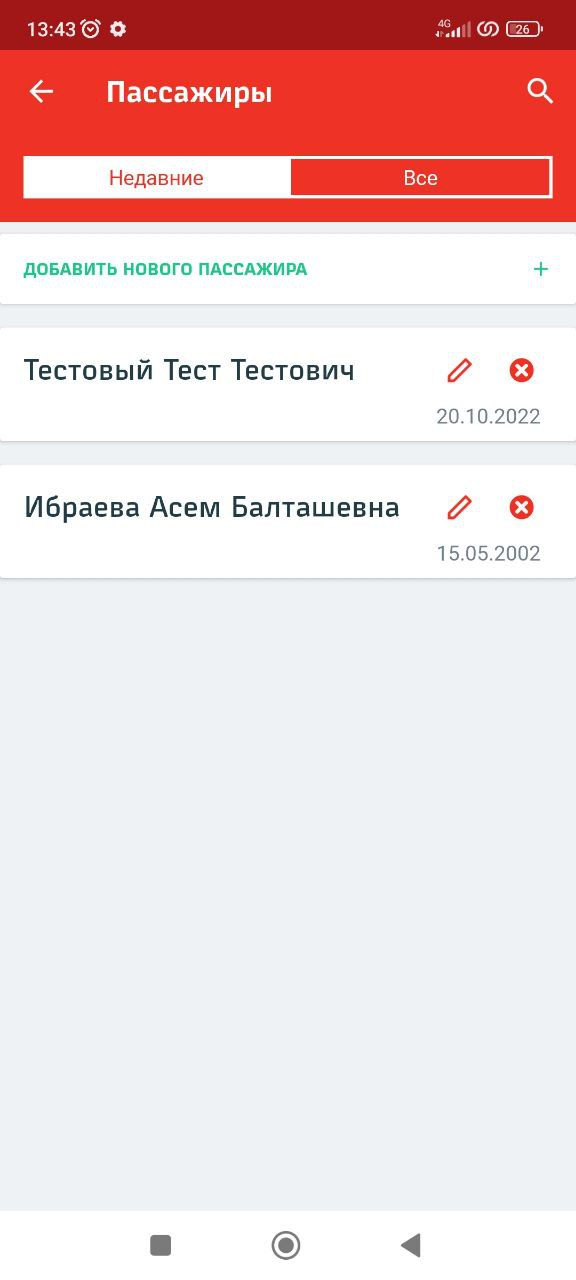 13:43 4G 26
Пассажиры
Недавние Все
ДОБАВИТЬ НОВОГО ПАССАЖИРА +
Тестовый Тест Тестович
20.10.2022
Ибраева Асем Балташевна
15.05.2002